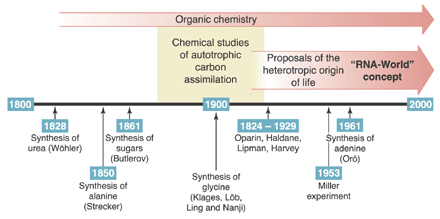 Organic chemistry
Chemical studies
of autotrophic
carbon
assimilation
Proposals of the
heterotropic origin
of life
"RNA-World"
concept
1800
1900
2000
1828
Synthesis of
urea (Wöhler)
1850
Synthesis of
alanine
(Strecker)
1861
Synthesis of
sugars
(Butlerov)
Synthesis of
glycine
(Klages, Löb,
Ling and Nanji)
1824 – 1929
Oparin, Haldane,
Lipman, Harvey
1953
Miller
experiment
1961
Synthesis of
adenine
(Oró)